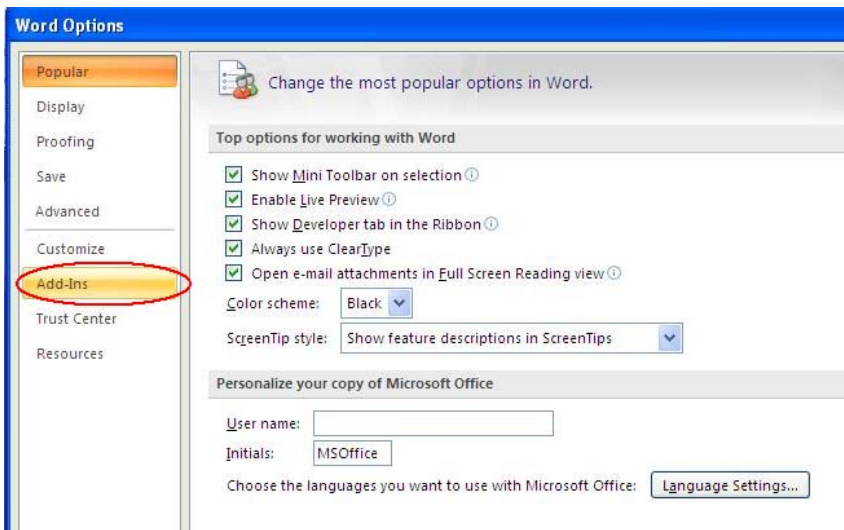 Word Options
Popular
Display
Proofing
Save
Advanced
Customize
Add-Ins
Trust Center
Resources
Change the most popular options in Word.
Top options for working with Word
Show Mini Toolbar on selection
Enable Live Preview
Show Developer tab in the Ribbon
Always use ClearType
Open e-mail attachments in Full Screen Reading view
Color scheme: Black
ScreenTip style: Show feature descriptions in ScreenTips
Personalize your copy of Microsoft Office
User name:
Initials: MSOffice
Choose the languages you want to use with Microsoft Office: Language Settings...